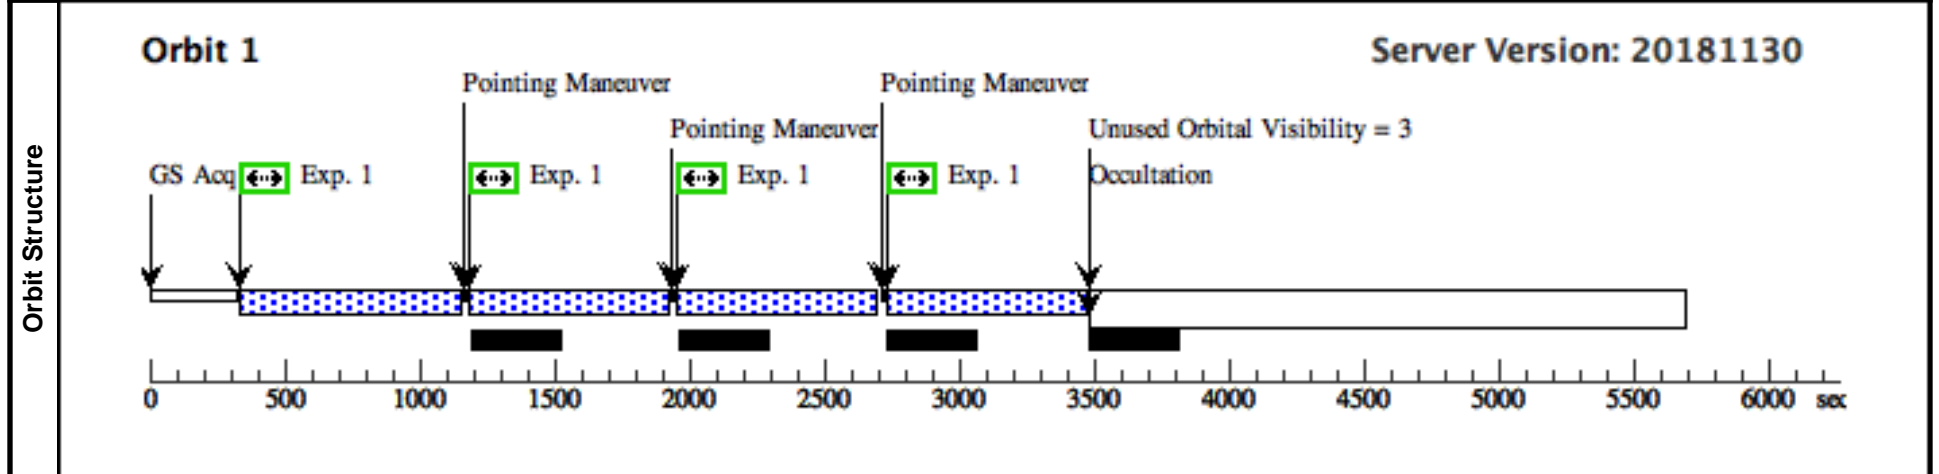 Orbit Structure
Orbit 1
Server Version: 20181130
Pointing Maneuver
Pointing Maneuver
Pointing Maneuver
Unused Orbital Visibility = 3
GS Acq
Exp. 1
Exp. 1
Exp. 1
Exp. 1
Occultation
0 500 1000 1500 2000 2500 3000 3500 4000 4500 5000 5500 6000 sec